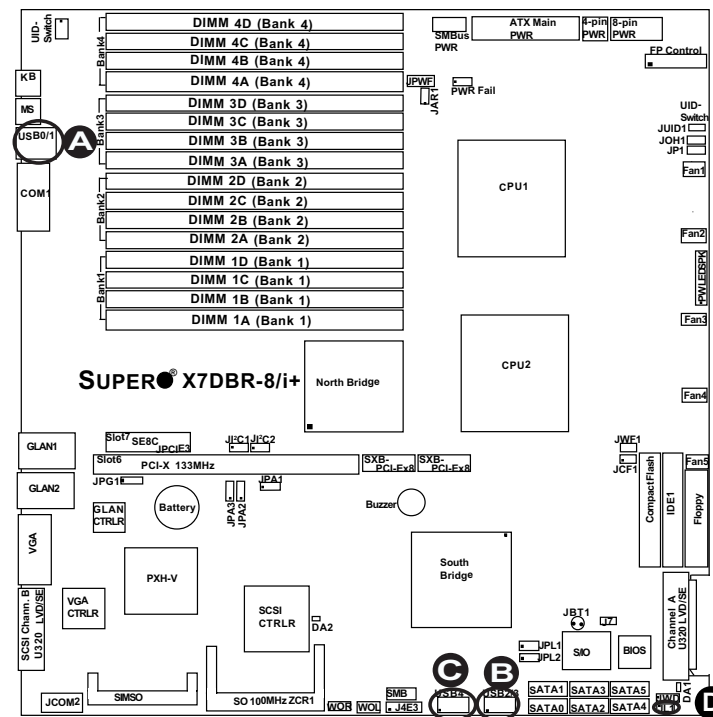 UID-
Switch
KB
MS
USB0/1
A
COM1
Bank4
DIMM 4D (Bank 4)
DIMM 4C (Bank 4)
DIMM 4B (Bank 4)
DIMM 4A (Bank 4)
Bank3
DIMM 3D (Bank 3)
DIMM 3C (Bank 3)
DIMM 3B (Bank 3)
DIMM 3A (Bank 3)
Bank2
DIMM 2D (Bank 2)
DIMM 2C (Bank 2)
DIMM 2B (Bank 2)
DIMM 2A (Bank 2)
Bank1
DIMM 1D (Bank 1)
DIMM 1C (Bank 1)
DIMM 1B (Bank 1)
DIMM 1A (Bank 1)
SMBus
PWR
ATX Main
PWR
4-pin
PWR
8-pin
PWR
FP Control
JPWF
JAR1
PWR Fail
UID-
Switch
JUID1
JOH1
JP1
Fan1
CPU1
Fan2
PWLEDSPK
Fan3
CPU2
Fan4
SUPER® X7DBR-8/i+
North Bridge
GLAN1
GLAN2
Slot7
SE8C
JPCIE3
JI²C1
JI²C2
Slot6
PCI-X 133MHz
SXB-
PCI-Ex8
SXB-
PCI-Ex8
JWF1
JCF1
Fan5
CompactFlash
IDE1
Floppy
JPG1
GLAN
CTRLR
Battery
JPA3
JPA2
JPA1
Buzzer
VGA
PXH-V
South
Bridge
SCSI Chann. B
U320 LVD/SE
VGA
CTRLR
SCSI
CTRLR
DA2
JBT1
J7
Channel A
U320 LVD/SE
JPL1
JPL2
S/IO
BIOS
JCOM2
SIMSO
SO 100MHz ZCR1
WOR
WOL
SMB
J4E3
C
USB4
B
USB2/3
SATA1
SATA3
SATA5
SATA0
SATA2
SATA4
JWD
JL1
DA1
D